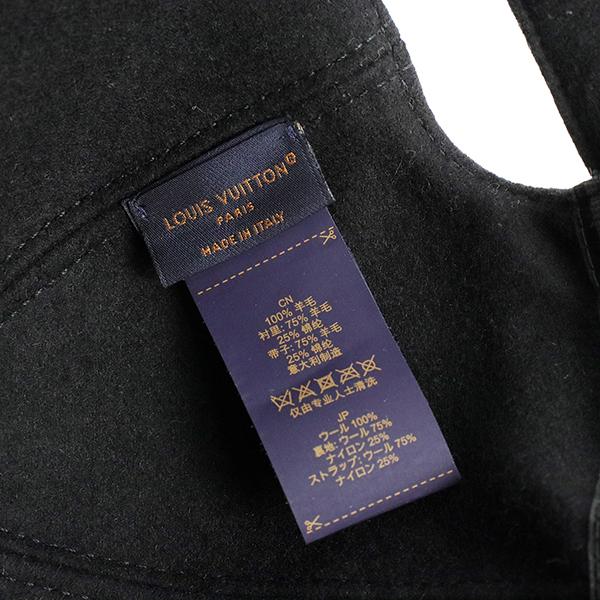 LOUIS VUITTON®
PARIS
MADE IN ITALY
CN
100% 羊毛
衬里: 75% 羊毛
25% 锦纶
带子: 75% 羊毛
25% 锦纶
意大利制造
仅由专业人士清洗
JP
ウール 100%
裏地: ウール 75%
ナイロン 25%
ストラップ: ウール 75%
ナイロン 25%